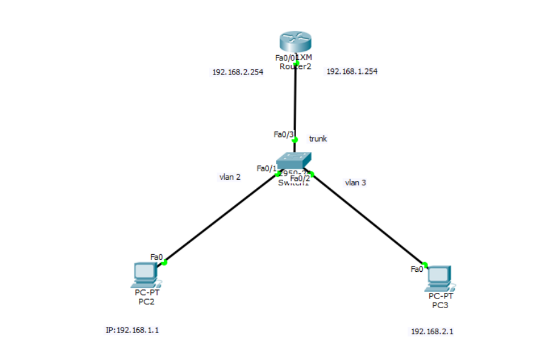 Fa0/0
1XM
Router2
192.168.2.254
192.168.1.254
Fa0/3
trunk
Fa0/1
Fa0/2
vlan 2
vlan 3
Fa0
PC-PT
PC2
Fa0
PC-PT
PC3
IP:192.168.1.1
192.168.2.1